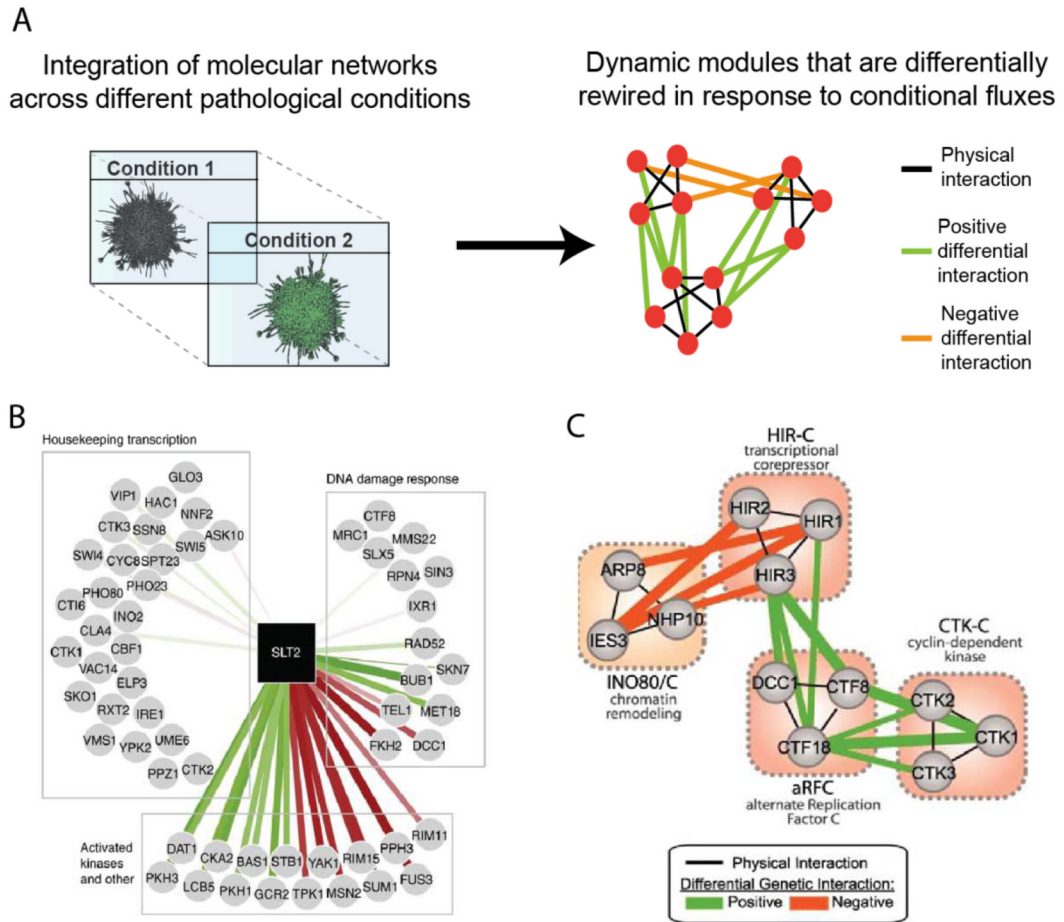 A
Integration of molecular networks
across different pathological conditions
Dynamic modules that are differentially
rewired in response to conditional fluxes
Condition 1
Condition 2
Physical
interaction
Positive
differential
interaction
Negative
differential
interaction
B
Housekeeping transcription
GLO3
VIP1
HAC1
NNF2
CTK3
SSN8
ASK10
SWI5
SWI4
CYC8
SPT23
PHO80
PHO23
CTI6
INO2
CLA4
CTK1
CBF1
VAC14
ELP3
SKO1
RXT2
IRE1
VMS1
YPK2
UME6
PPZ1
CTK2
DNA damage response
CTF8
MRC1
MMS22
SLX5
RPN4
SIN3
IXR1
RAD52
SKN7
BUB1
TEL1
MET18
FKH2
DCC1
SLT2
Activated
kinases
and other
DAT1
CKA2
BAS1
STB1
YAK1
RIM15
PPH3
RIM11
PKH3
LCB5
PKH1
GCR2
TPK1
MSN2
SUM1
FUS3
C
HIR-C
transcriptional
corepressor
HIR2
HIR1
HIR3
ARP8
NHP10
IES3
INO80/C
chromatin
remodeling
CTK-C
cyclin-dependent
kinase
DCC1
CTF8
CTF18
CTK2
CTK1
CTK3
aRFC
alternate Replication
Factor C
Physical Interaction
Differential Genetic Interaction:
Positive
Negative